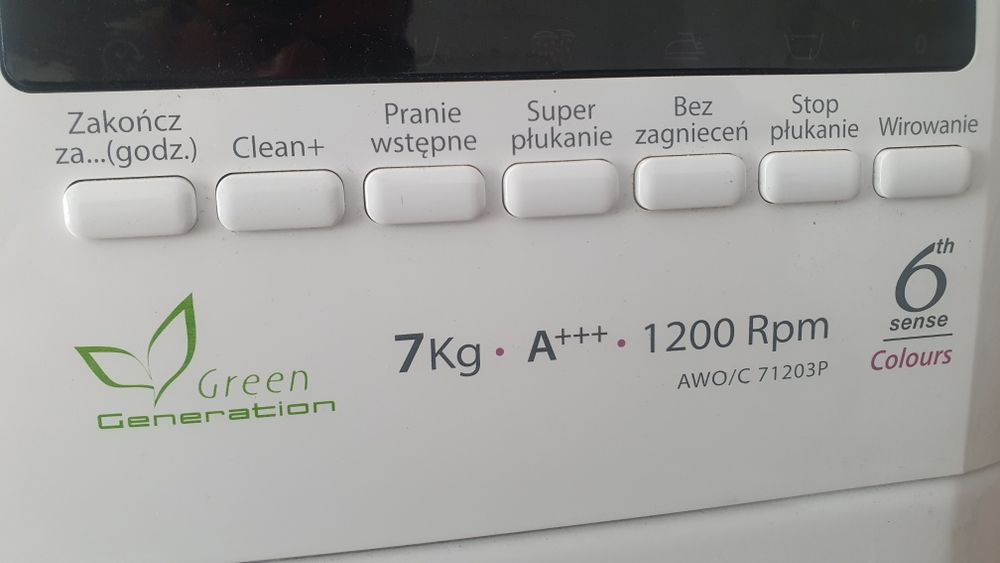 Zakończ
za...(godz.)
Clean+
Pranie
wstępne
Super
płukanie
Bez
zagnieceń
Stop
płukanie
Wirowanie
6th
sense
Colours
Green
Generation
7Kg • A+++ • 1200 Rpm
AWO/C 71203P